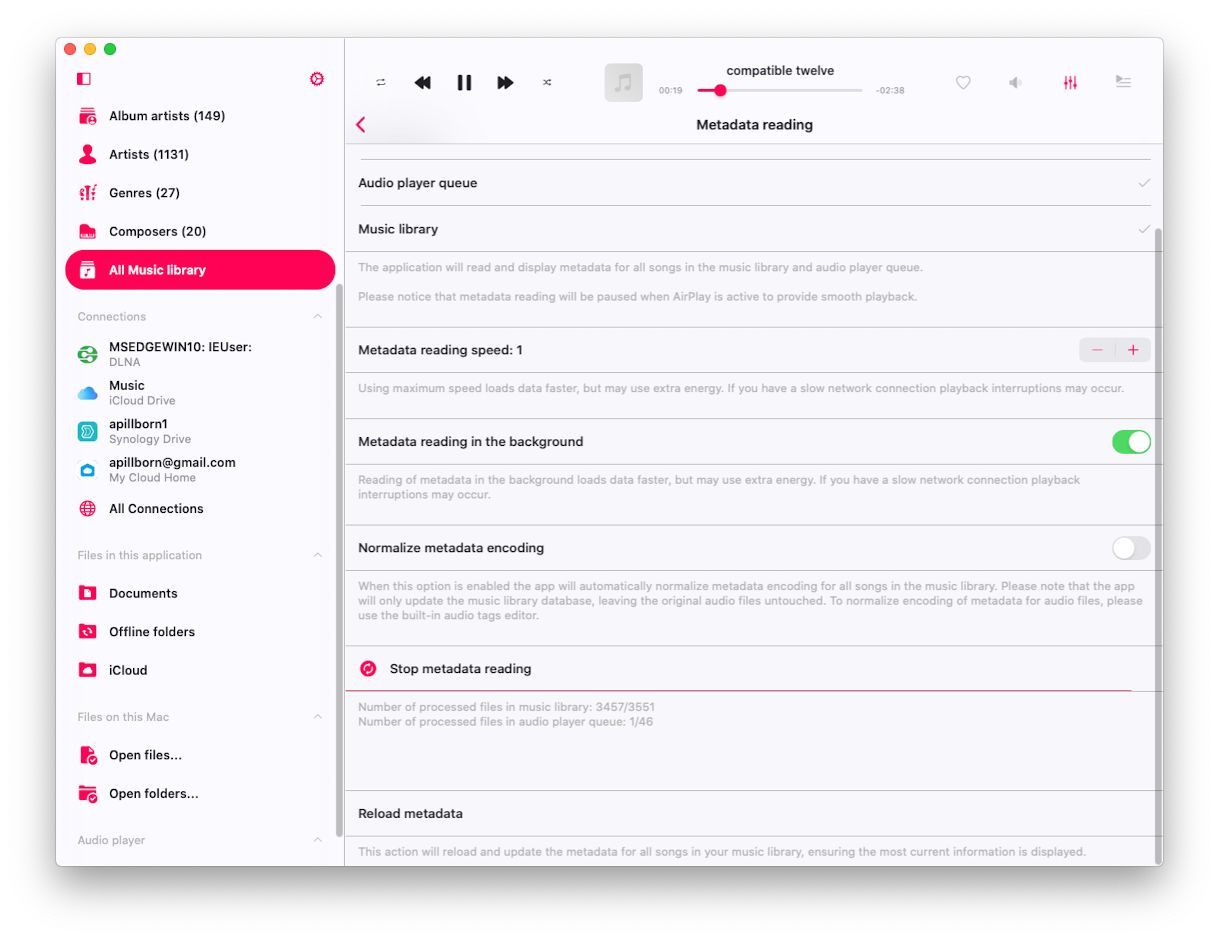 Album artists (149)
Artists (1131)
Genres (27)
Composers (20)
All Music library
Connections
MSEDGEWIN10: IEUser:
DLNA
Music
iCloud Drive
apillborn1
Synology Drive
apillborn@gmail.com
My Cloud Home
All Connections
Files in this application
Documents
Offline folders
iCloud
Files on this Mac
Open files...
Open folders...
Audio player
compatible twelve
00:19
-02:38
Metadata reading
Audio player queue
Music library
The application will read and display metadata for all songs in the music library and audio player queue.
Please notice that metadata reading will be paused when AirPlay is active to provide smooth playback.
Metadata reading speed: 1
Using maximum speed loads data faster, but may use extra energy. If you have a slow network connection playback interruptions may occur.
Metadata reading in the background
Reading of metadata in the background loads data faster, but may use extra energy. If you have a slow network connection playback
interruptions may occur.
Normalize metadata encoding
When this option is enabled the app will automatically normalize metadata encoding for all songs in the music library. Please note that the app
will only update the music library database, leaving the original audio files untouched. To normalize encoding of metadata for audio files, please
use the built-in audio tags editor.
Stop metadata reading
Number of processed files in music library: 3457/3551
Number of processed files in audio player queue: 1/46
Reload metadata
This action will reload and update the metadata for all songs in your music library, ensuring the most current information is displayed.